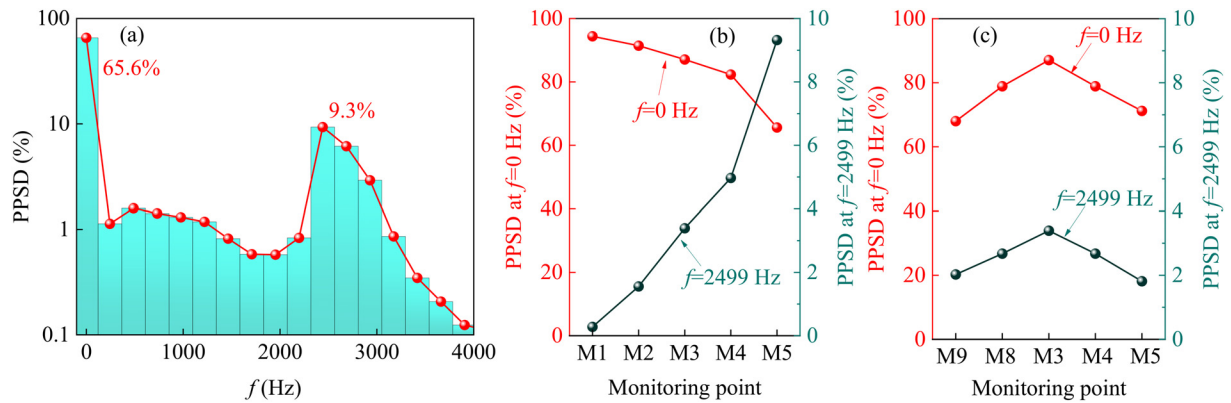 (a)
PPSD (%)
100
10
1
0.1
65.6%
9.3%
0 1000 2000 3000 4000
f (Hz)
(b)
PPSD at f=0 Hz (%)
100
80
60
40
20
0
f=0 Hz
f=2499 Hz
10
8
6
4
2
0
PPSD at f=2499 Hz (%)
M1 M2 M3 M4 M5
Monitoring point
(c)
PPSD at f=0 Hz (%)
100
80
60
40
20
0
f=0 Hz
f=2499 Hz
10
8
6
4
2
0
PPSD at f=2499 Hz (%)
M9 M8 M3 M4 M5
Monitoring point